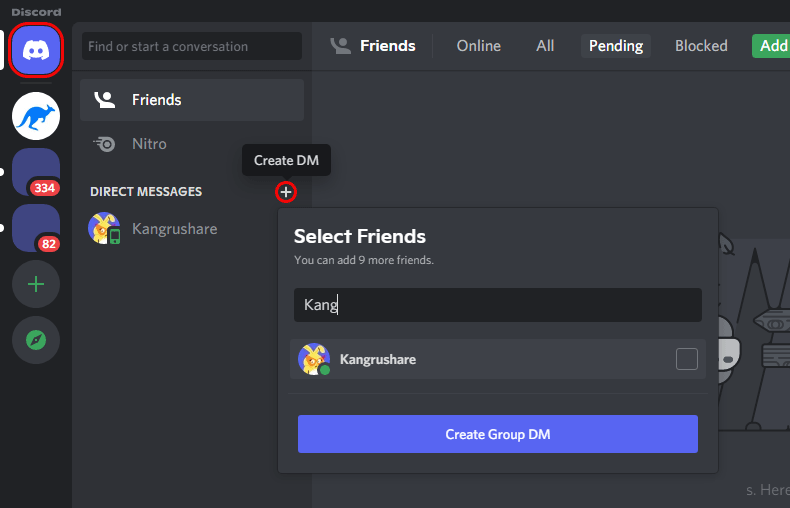 Discord
Find or start a conversation
Friends
Online
All
Pending
Blocked
Add
Friends
Nitro
Create DM
DIRECT MESSAGES
Kangrushare
334
82
Select Friends
You can add 9 more friends.
Kang
Kangrushare
Create Group DM
s. Here